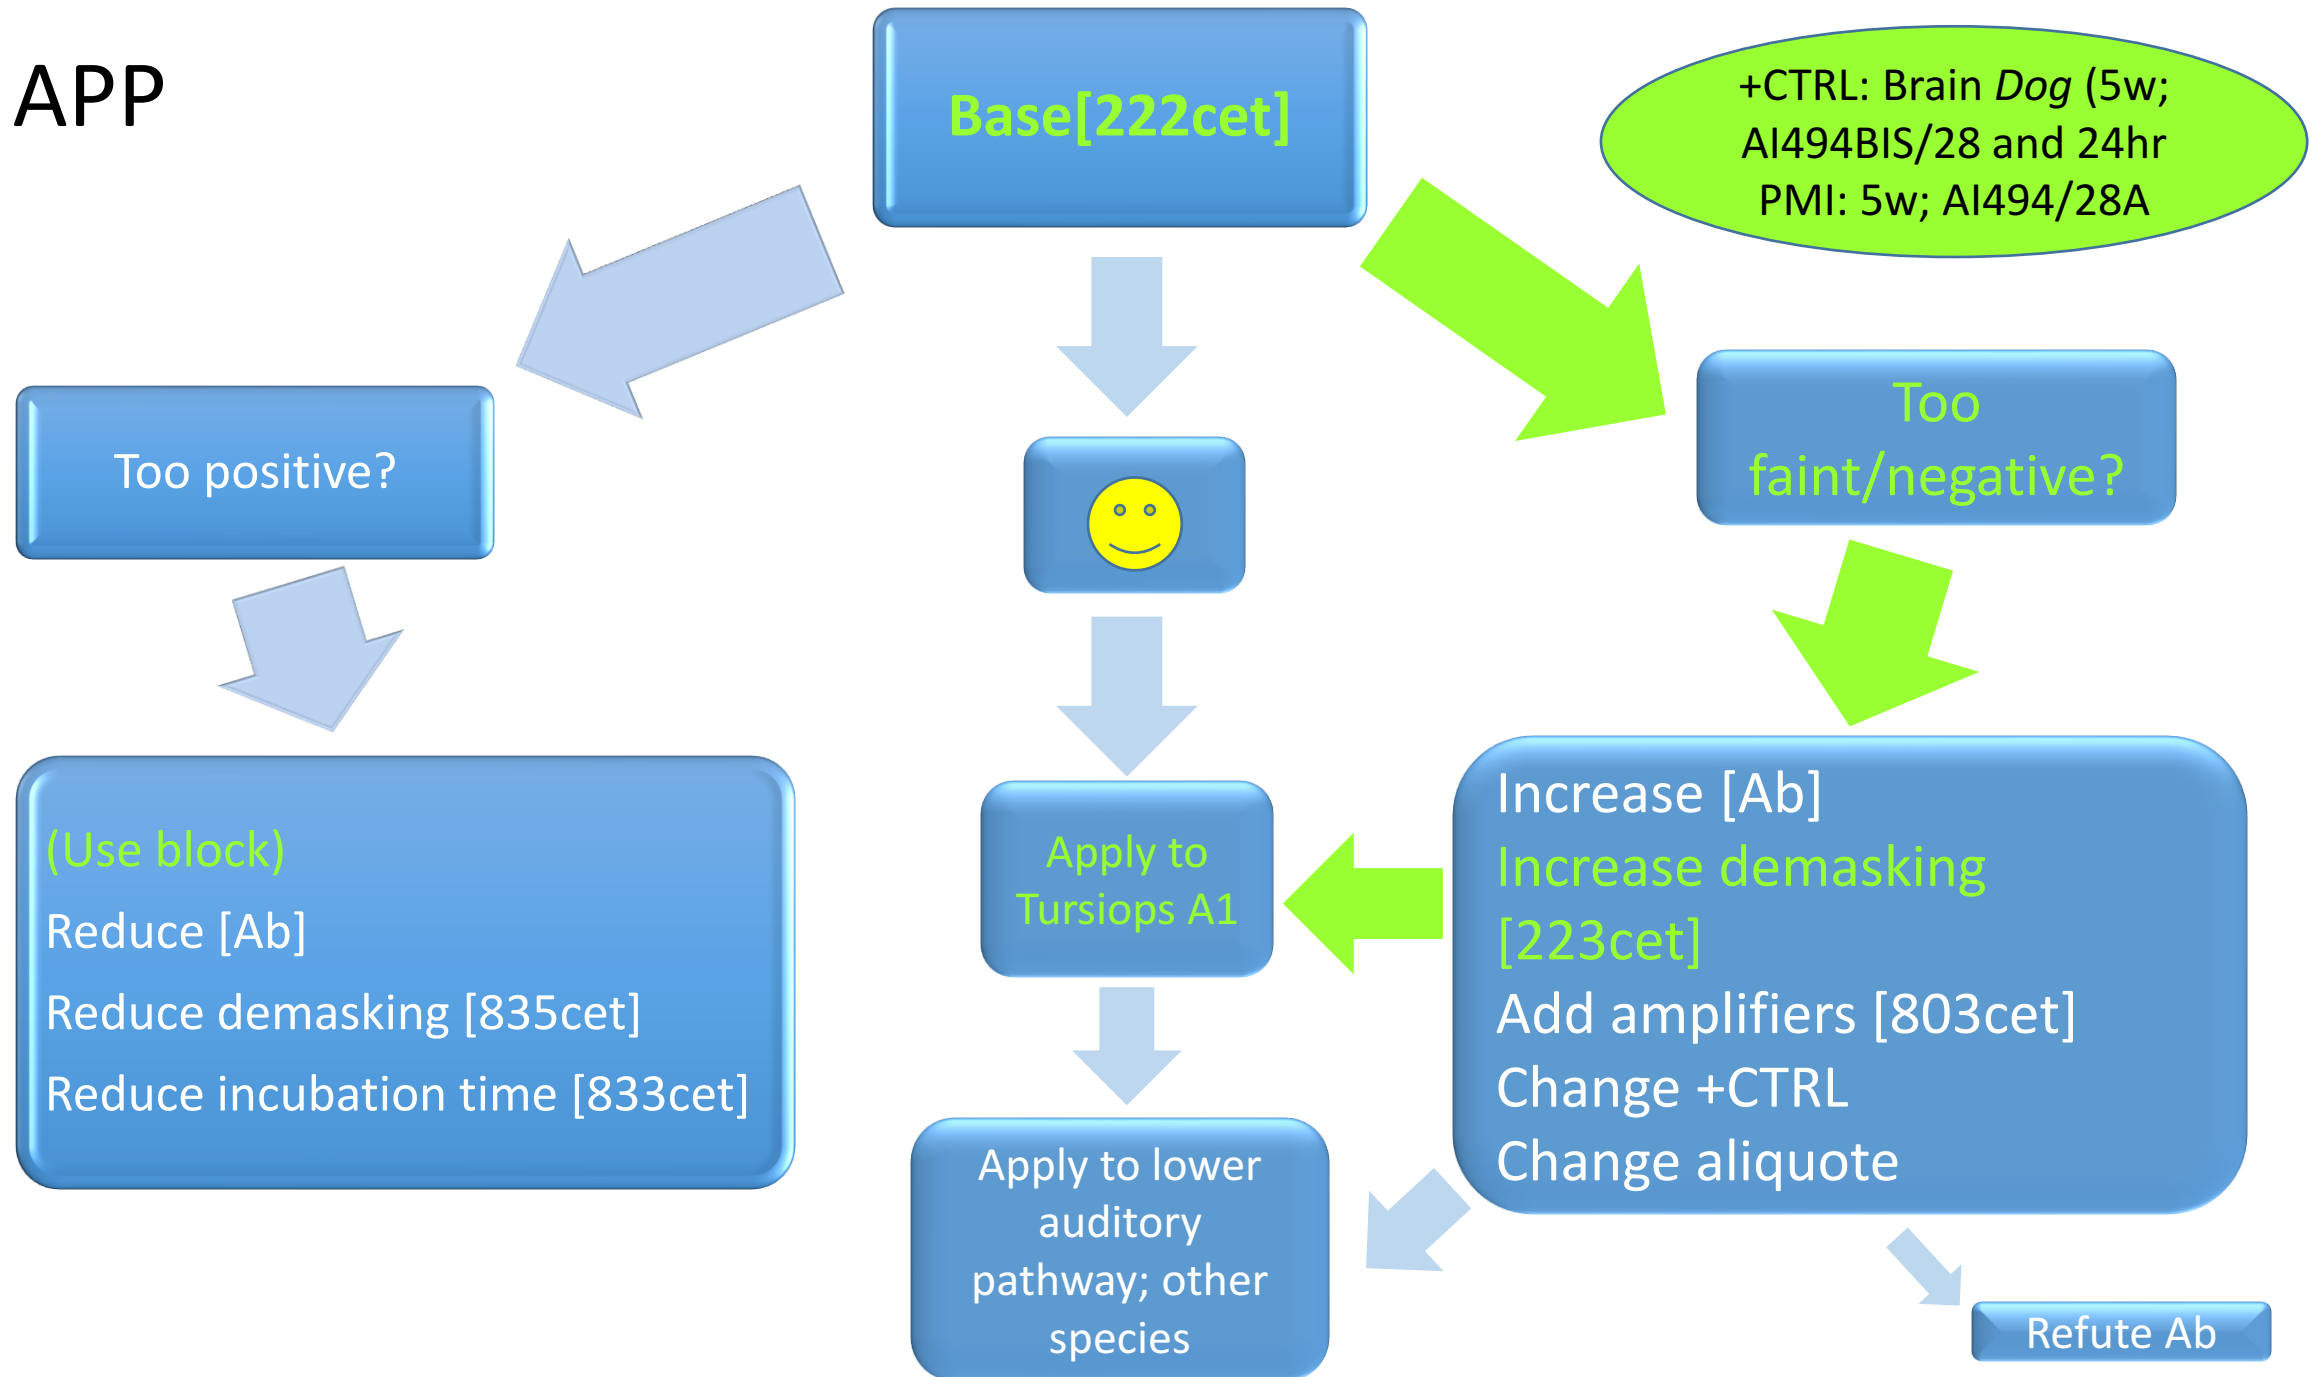 APP
Base[222cet]
+CTRL: Brain Dog (5w;
AI494BIS/28 and 24hr
PMI: 5w; AI494/28A
Too positive?
Too
faint/negative?
(Use block)
Reduce [Ab]
Reduce demasking [835cet]
Reduce incubation time [833cet]
Apply to
Tursiops A1
Increase [Ab]
Increase demasking
[223cet]
Add amplifiers [803cet]
Change +CTRL
Change aliquote
Apply to lower
auditory
pathway; other
species
Refute Ab